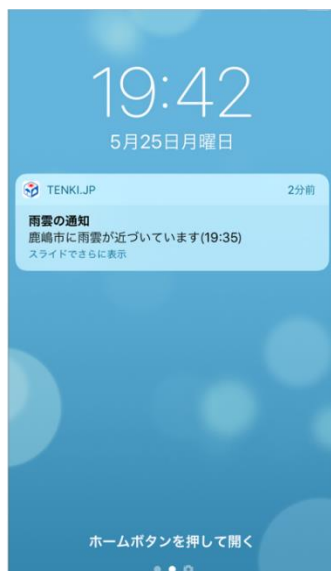 19:42
5月25日月曜日
TENKI.JP 2分前
雨雲の通知
鹿嶋市に雨雲が近づいています(19:35)
スライドでさらに表示
ホームボタンを押して開く